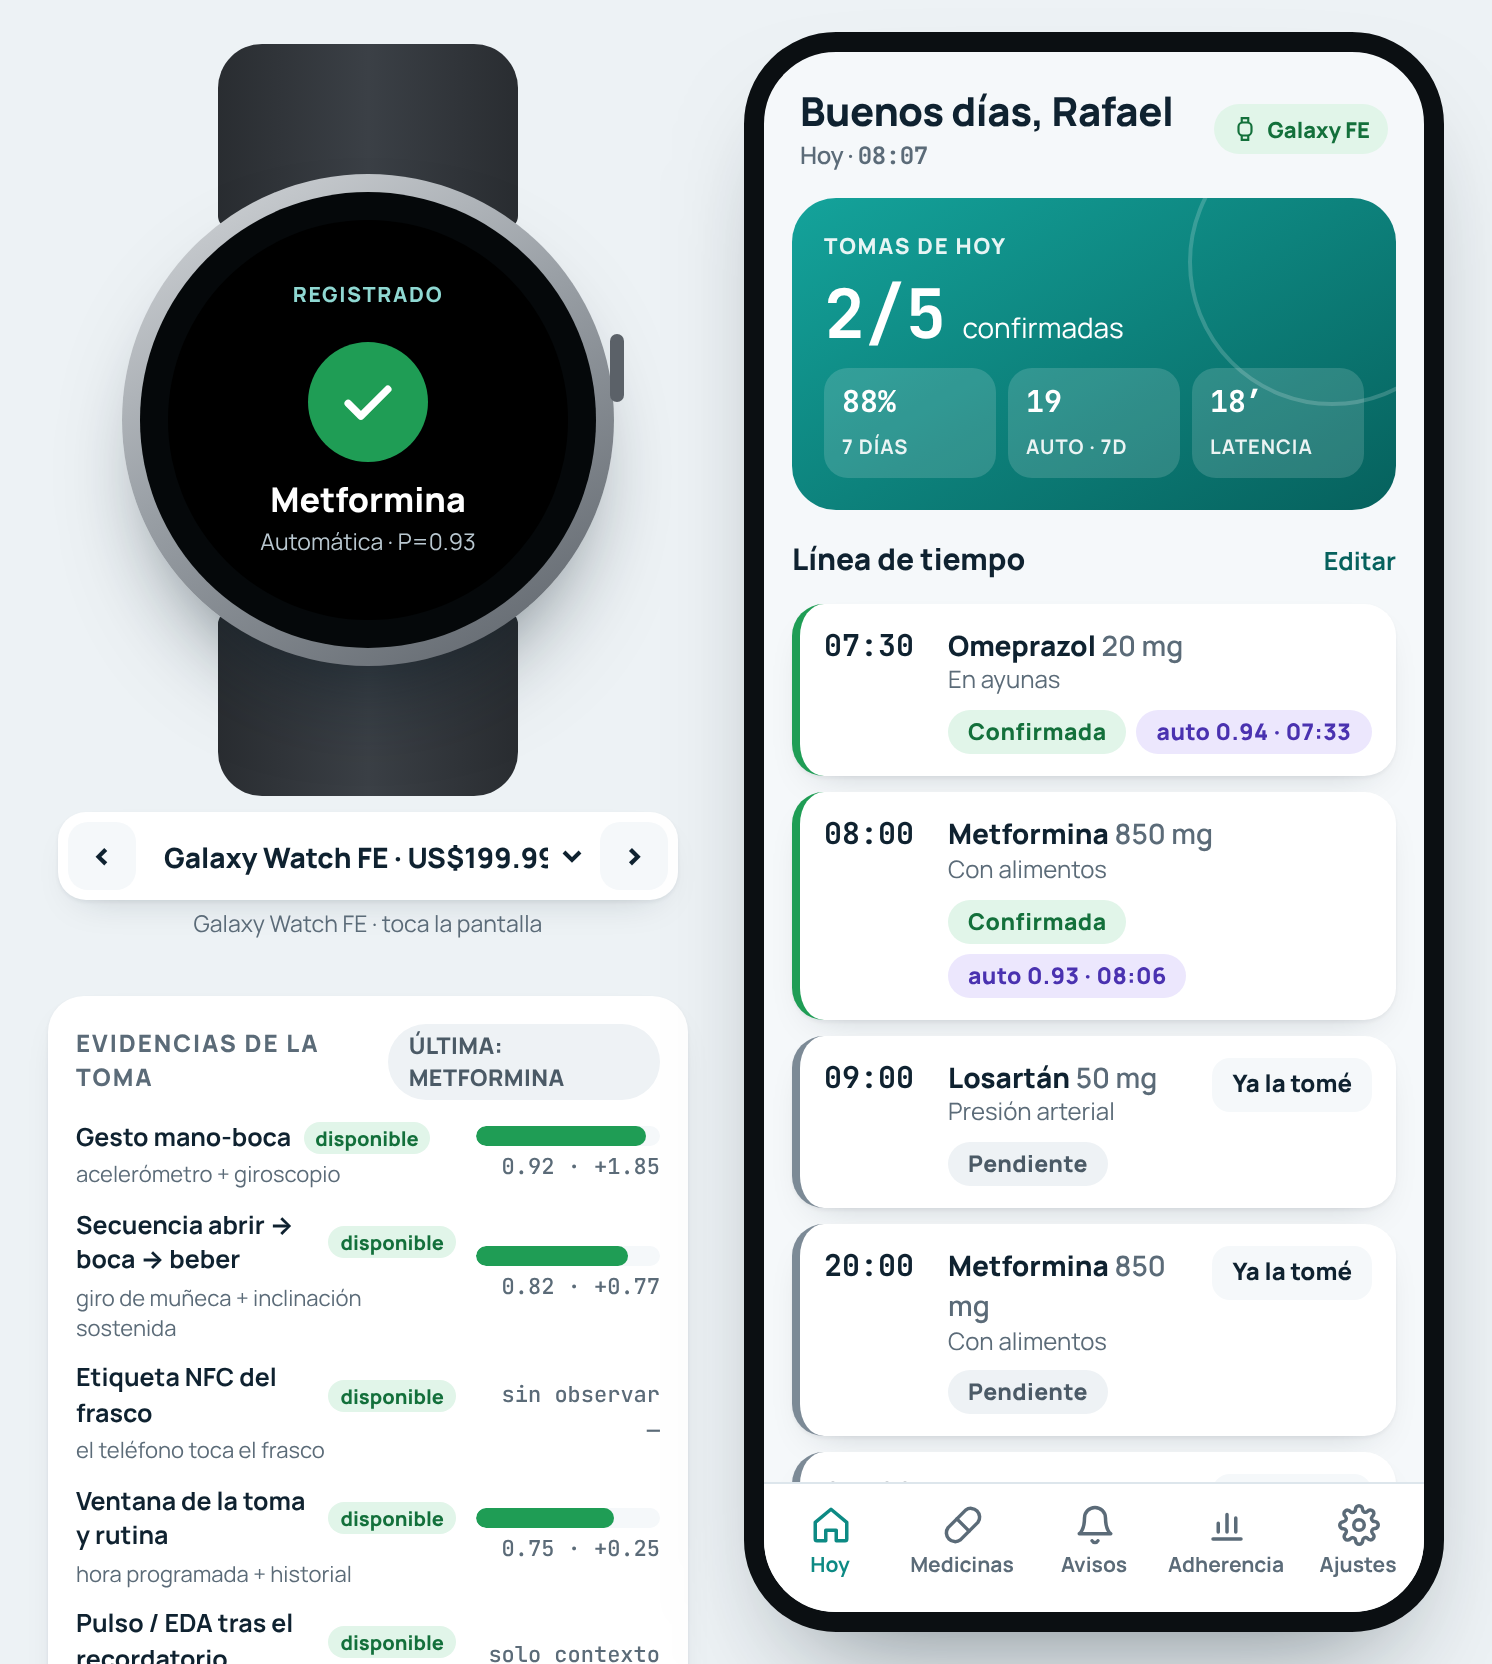 REGISTRADO
Metformina
Automática · P=0.93
Galaxy Watch FE · US$199.99
Galaxy Watch FE · toca la pantalla
EVIDENCIAS DE LA
TOMA
ÚLTIMA:
METFORMINA
Gesto mano-boca disponible
acelerómetro + giroscopio
0.92 · +1.85
Secuencia abrir →
boca → beber
disponible
giro de muñeca + inclinación
sostenida
0.82 · +0.77
Etiqueta NFC del
frasco
disponible
el teléfono toca el frasco
sin observar
—
Ventana de la toma
y rutina
disponible
hora programada + historial
0.75 · +0.25
Pulso / EDA tras el
recordatorio
disponible
solo contexto
Buenos días, Rafael
Hoy · 08:07
Galaxy FE
TOMAS DE HOY
2/5 confirmadas
88%
7 DÍAS
19
AUTO · 7D
18′
LATENCIA
Línea de tiempo
Editar
07:30 Omeprazol 20 mg
En ayunas
Confirmada auto 0.94 · 07:33
08:00 Metformina 850 mg
Con alimentos
Confirmada
auto 0.93 · 08:06
09:00 Losartán 50 mg Ya la tomé
Presión arterial
Pendiente
20:00 Metformina 850
mg
Ya la tomé
Con alimentos
Pendiente
Hoy Medicinas Avisos Adherencia Ajustes